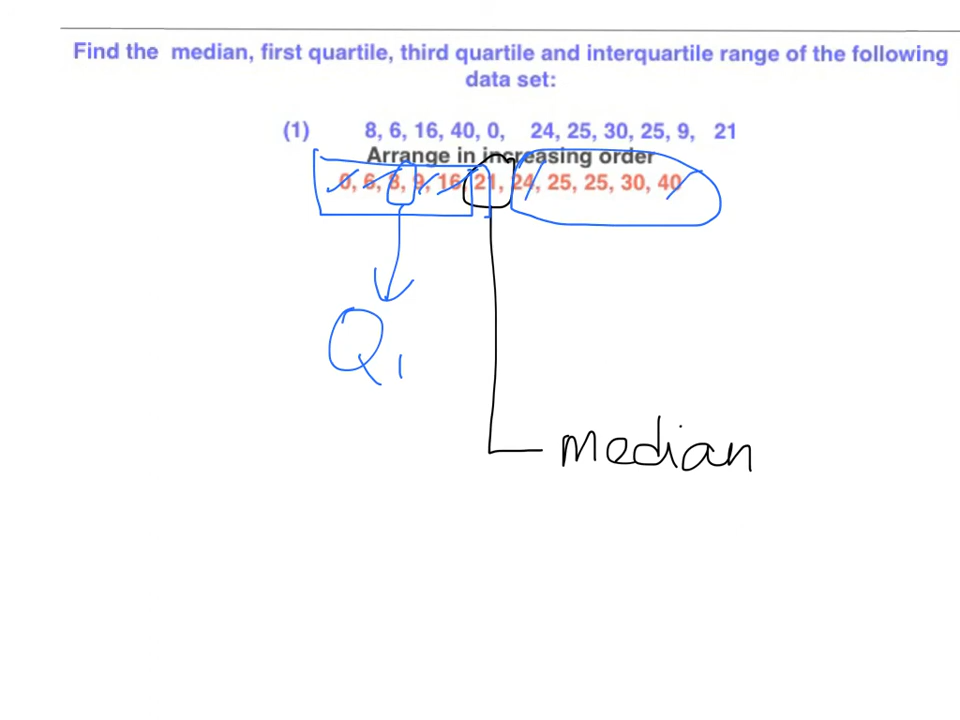 Find the median, first quartile, third quartile and interquartile range of the following
data set:
(1) 8, 6, 16, 40, 0, 24, 25, 30, 25, 9, 21
Arrange in increasing order
0, 6, 8, 9, 16, 21, 24, 25, 25, 30, 40
Q1
median